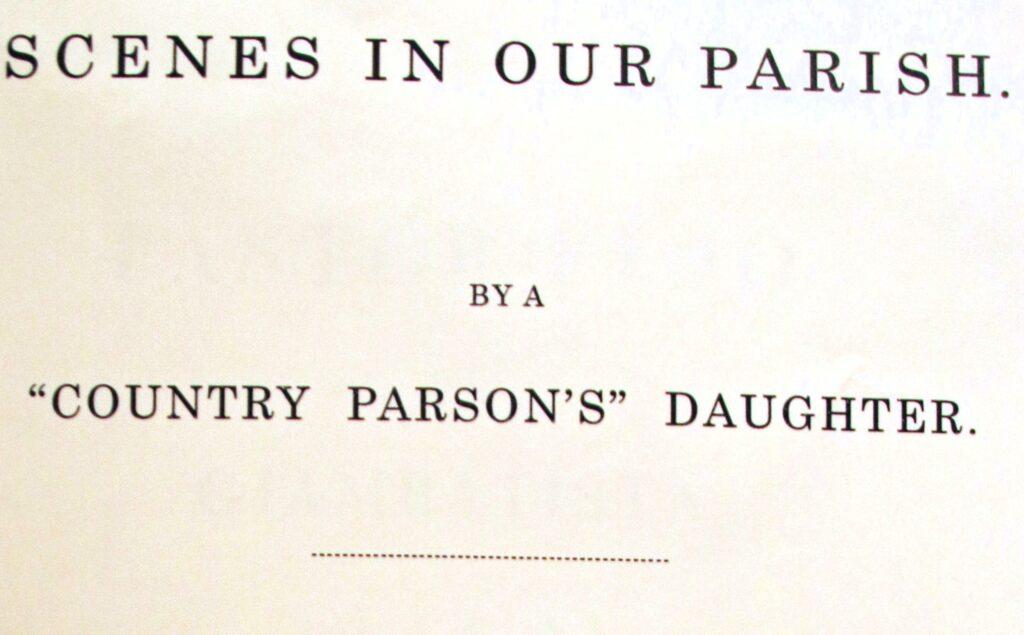 SCENES IN OUR PARISH.
BY A
“COUNTRY PARSON’S” DAUGHTER.